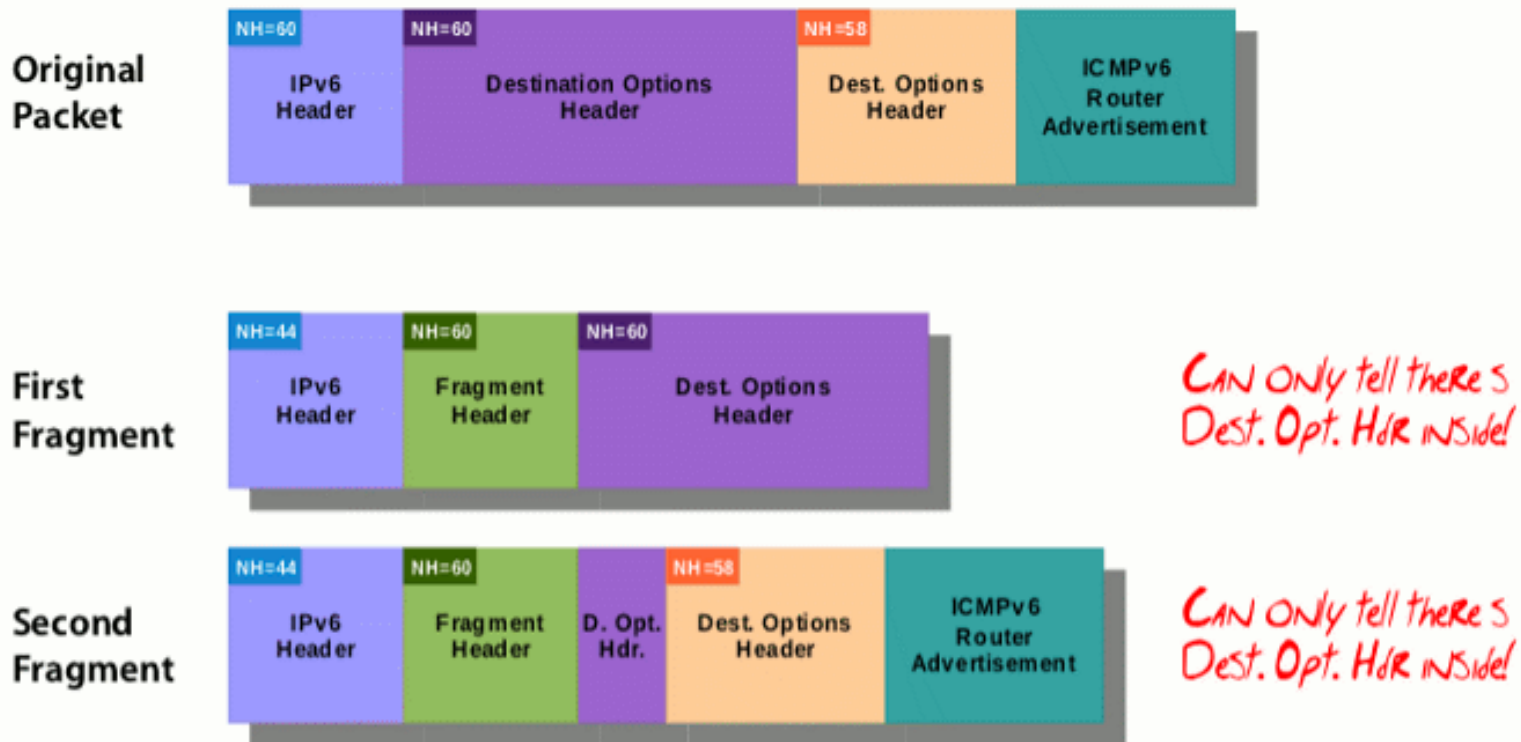 Original
Packet
NH=60
IPv6
Header
NH=60
Destination Options
Header
NH=58
Dest. Options
Header
ICMPv6
Router
Advertisement
First
Fragment
NH=44
IPv6
Header
NH=60
Fragment
Header
NH=60
Dest. Options
Header
CAN ONLY tell theRe s
Dest. Opt. HdR INSide!
Second
Fragment
NH=44
IPv6
Header
NH=60
Fragment
Header
D. Opt.
Hdr.
NH=58
Dest. Options
Header
ICMPv6
Router
Advertisement
CAN ONLY tell theRe s
Dest. Opt. HdR INSide!